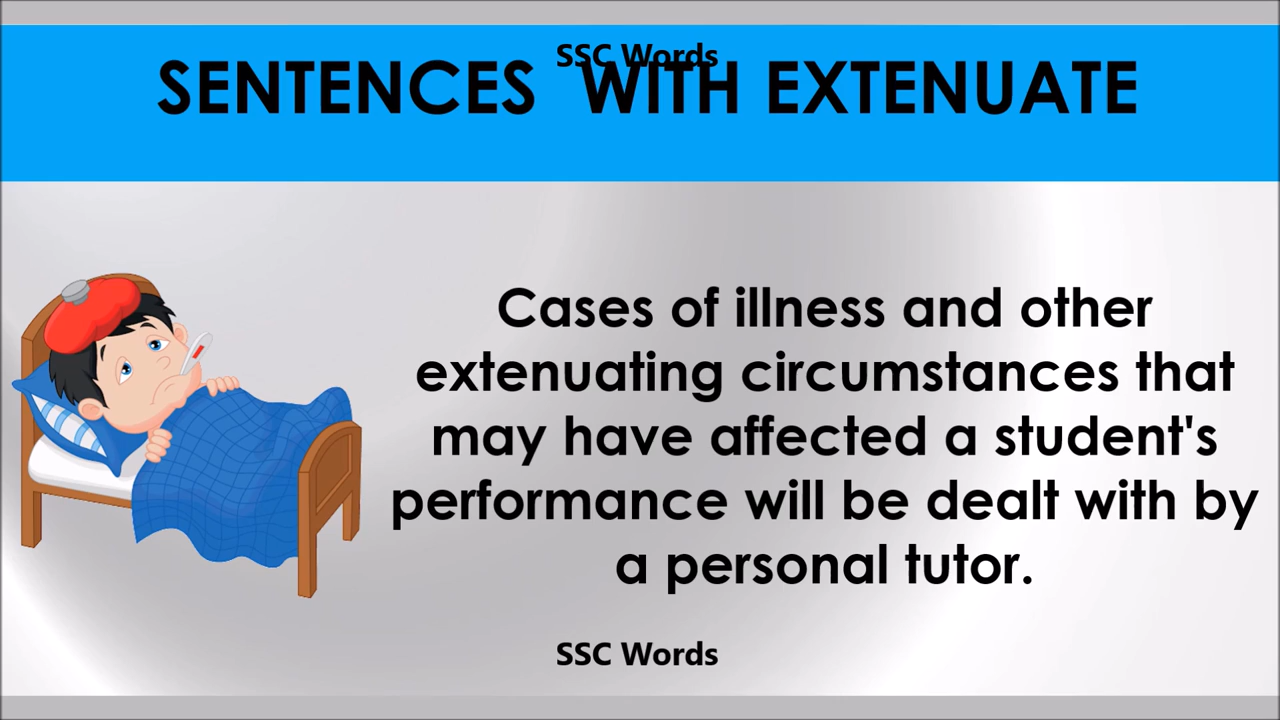 SSC Words
SENTENCES WITH EXTENUATE
Cases of illness and other
extenuating circumstances that
may have affected a student's
performance will be dealt with by
a personal tutor.
SSC Words